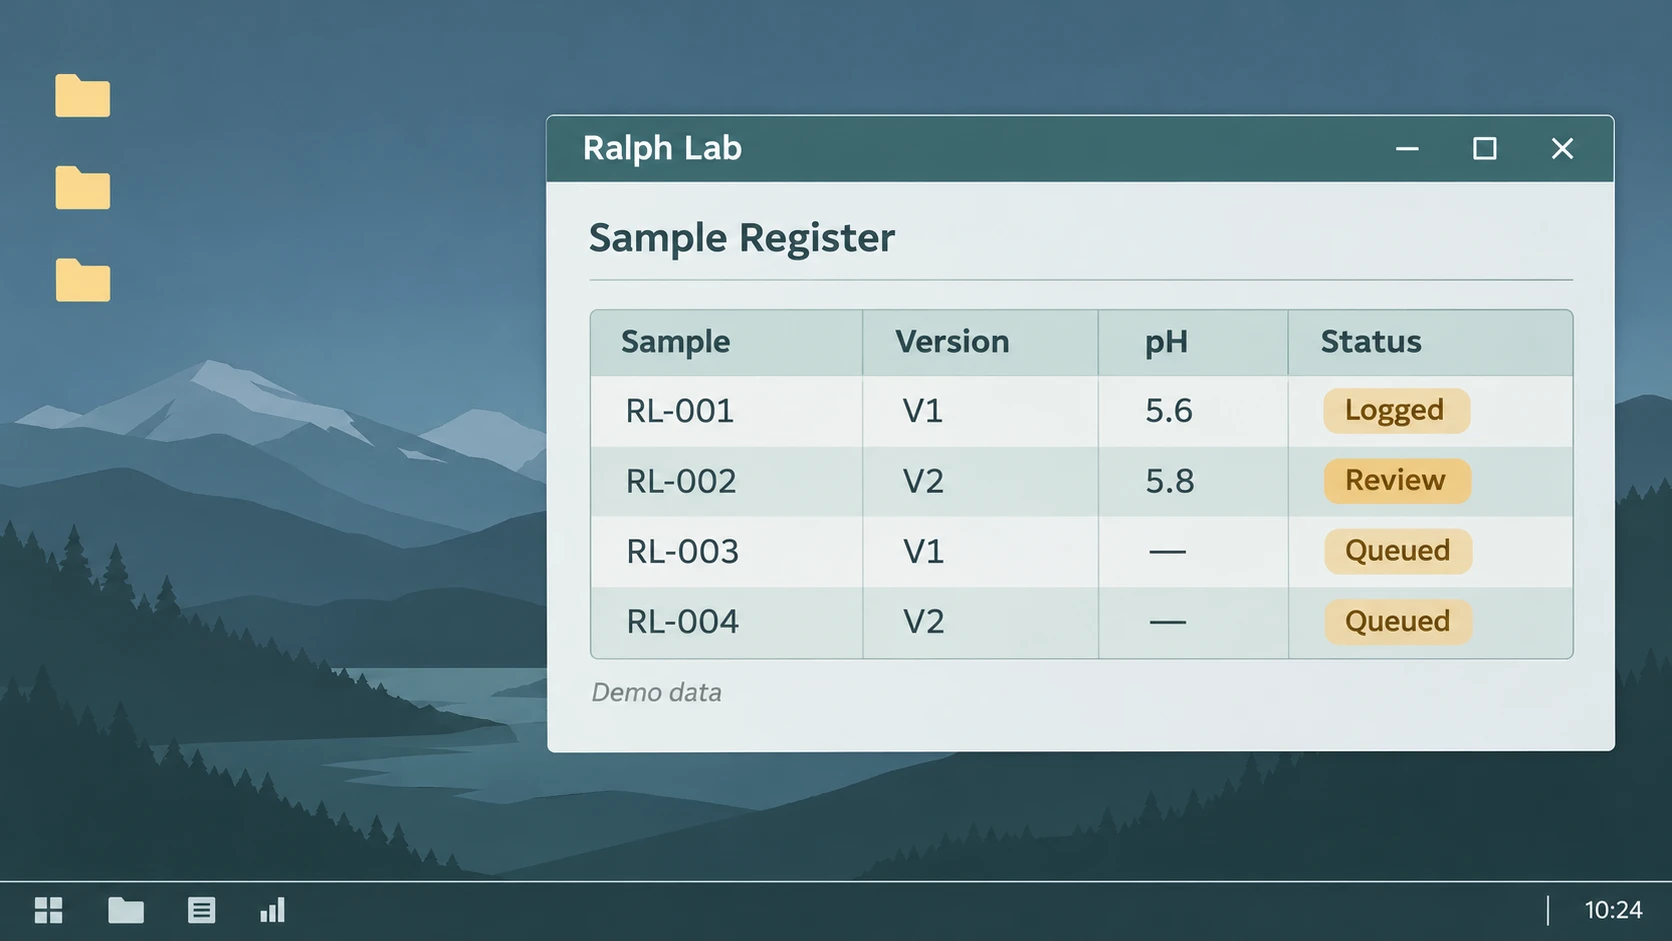 Ralph Lab
Sample Register
Sample Version pH Status
RL-001 V1 5.6 Logged
RL-002 V2 5.8 Review
RL-003 V1 — Queued
RL-004 V2 — Queued
Demo data
10:24